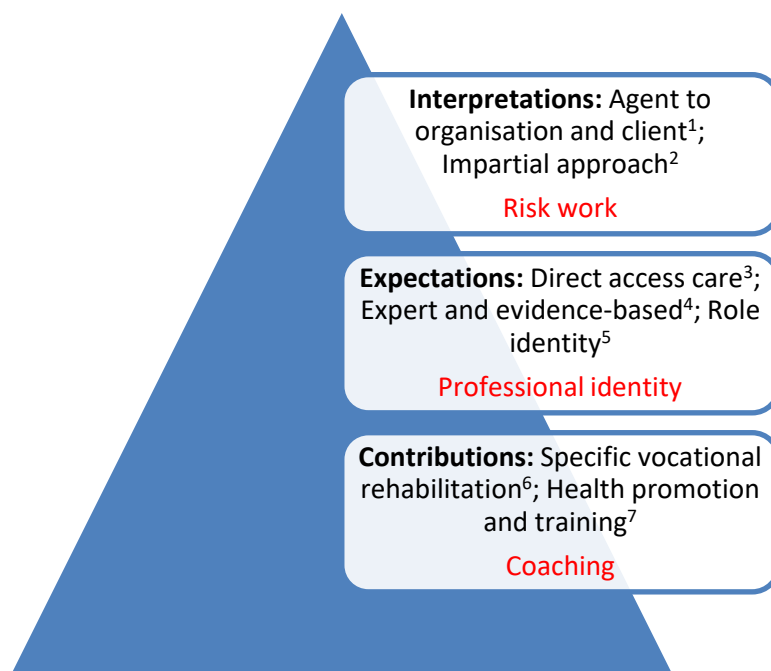 Interpretations: Agent to
organisation and client¹;
Impartial approach²
Risk work
Expectations: Direct access care³;
Expert and evidence-based⁴; Role
identity⁵
Professional identity
Contributions: Specific vocational
rehabilitation⁶; Health promotion
and training⁷
Coaching